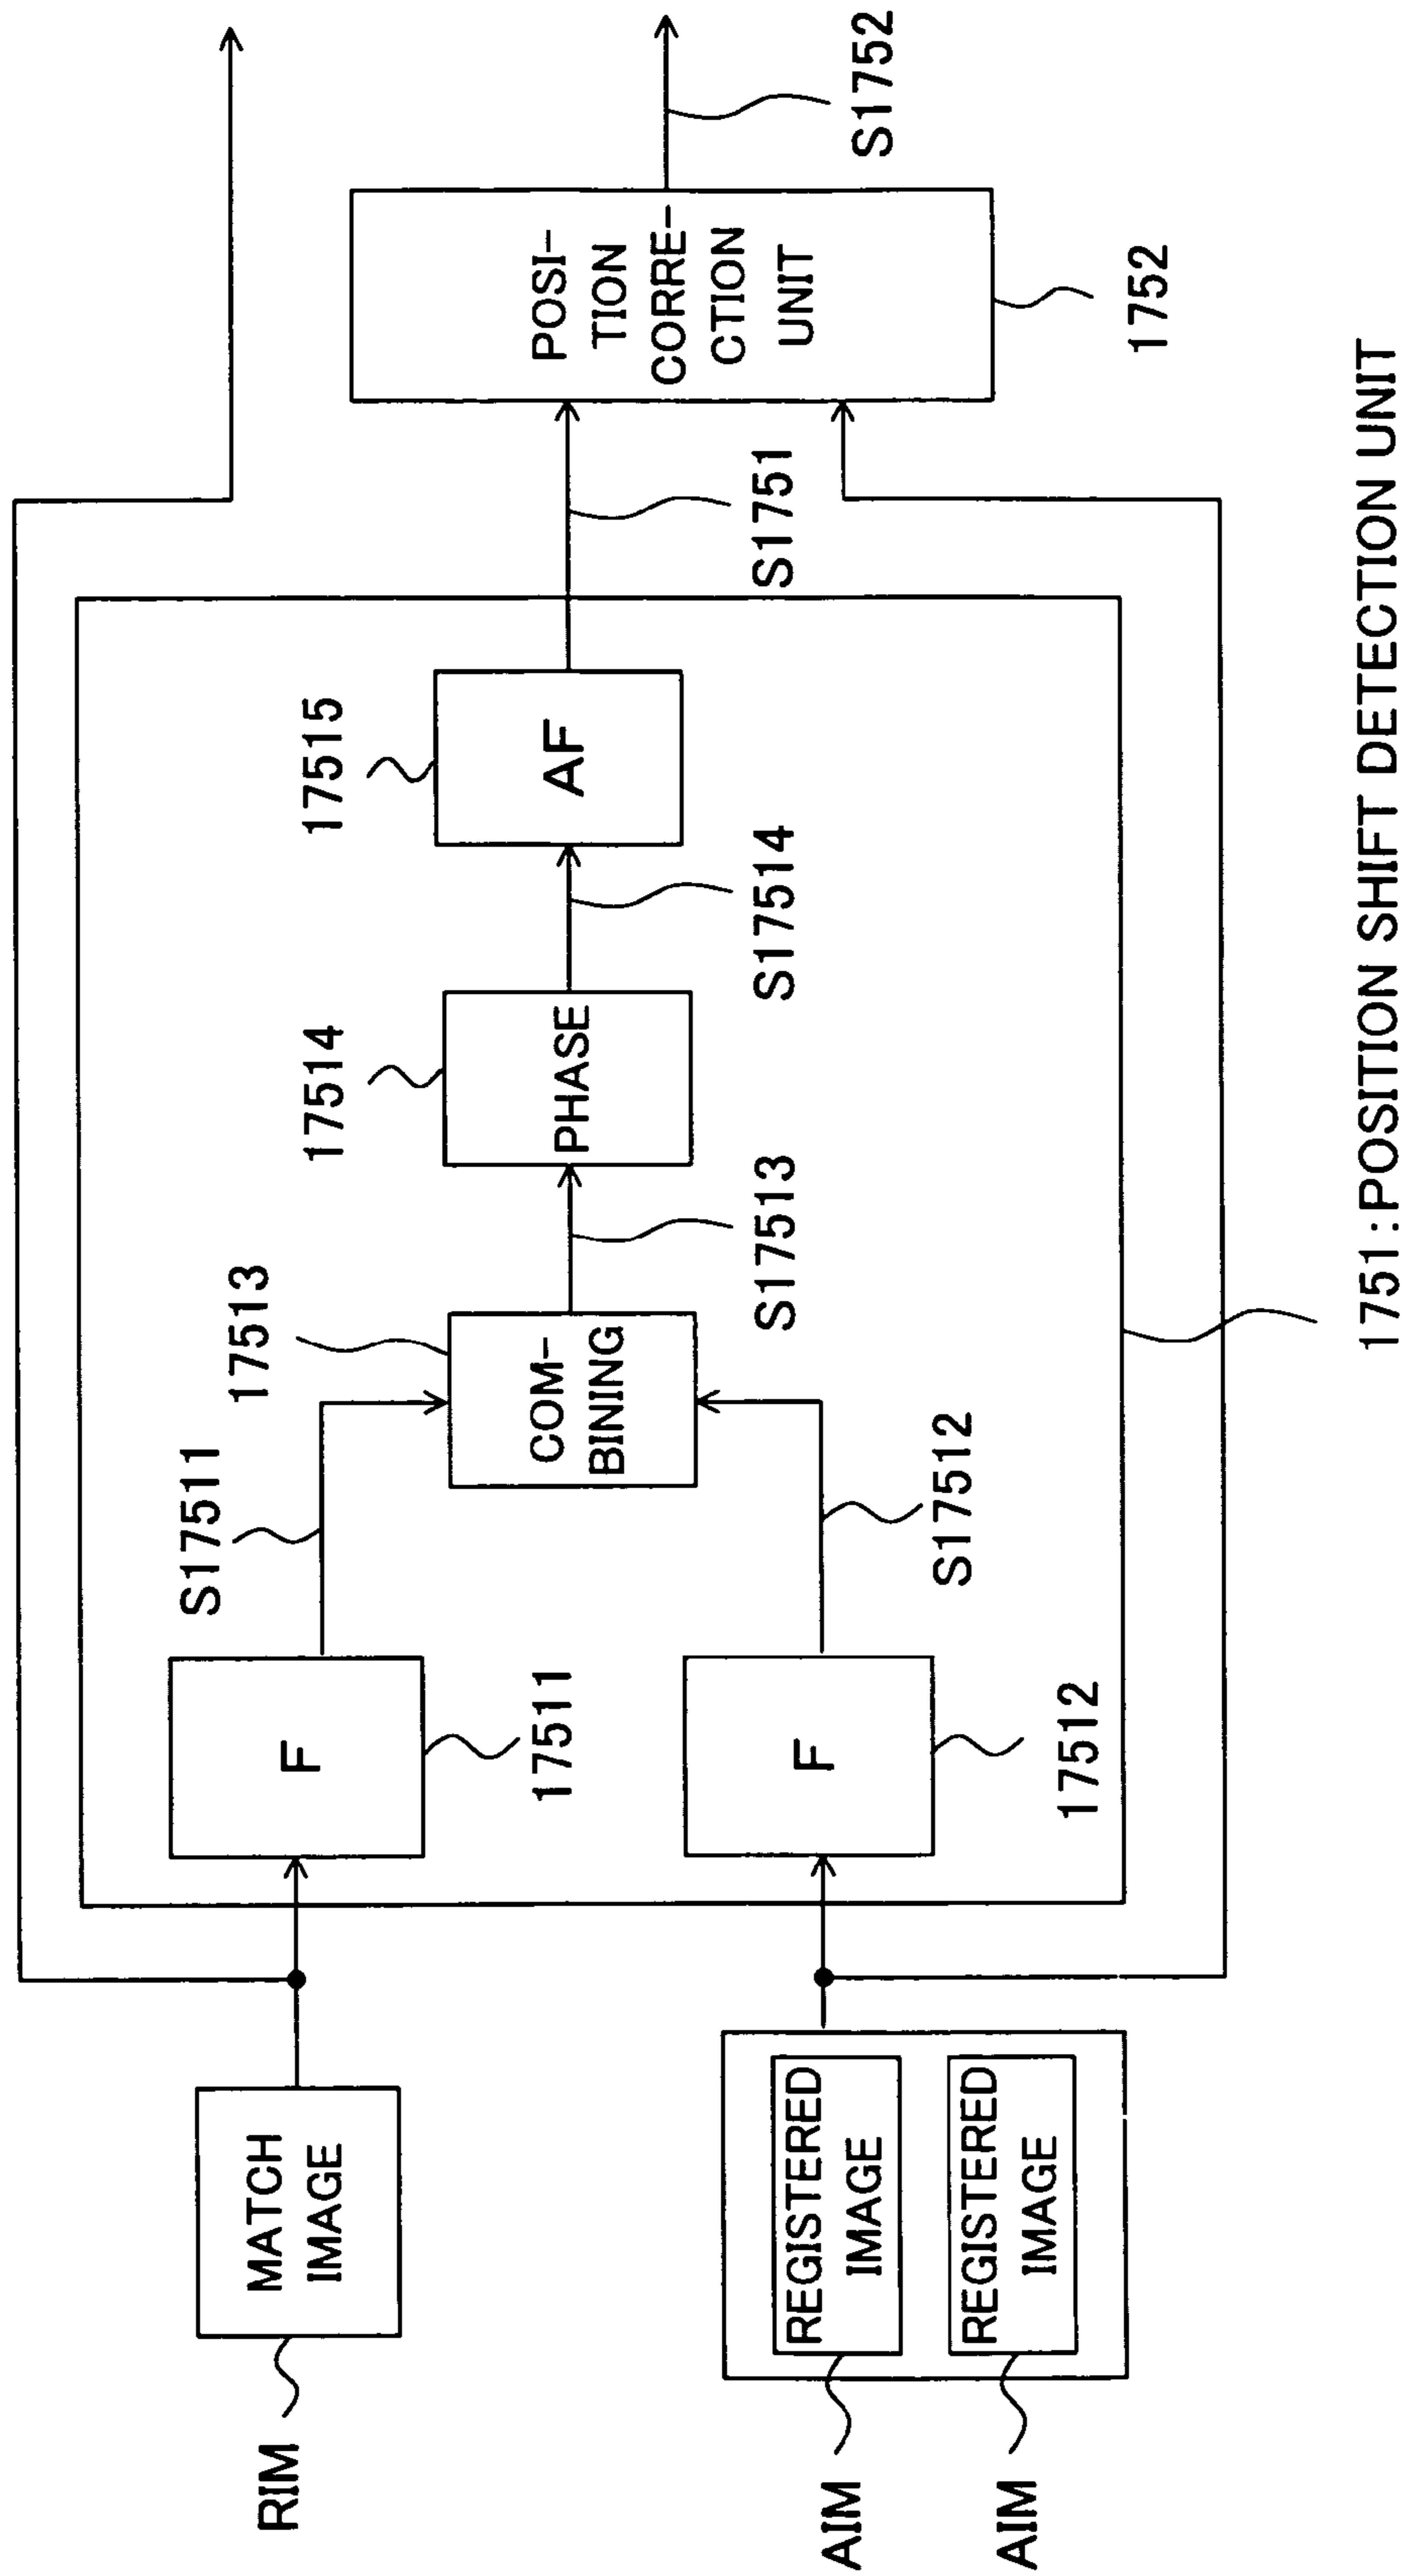 RIM
MATCH
IMAGE
AIM
REGISTERED
IMAGE
AIM
REGISTERED
IMAGE
F
17511
S17511
F
17512
S17512
17513
COM-
BINING
S17513
17514
PHASE
S17514
17515
AF
S1751
POSI-
TION
CORRE-
CTION
UNIT
1752
S1752
1751:POSITION SHIFT DETECTION UNIT